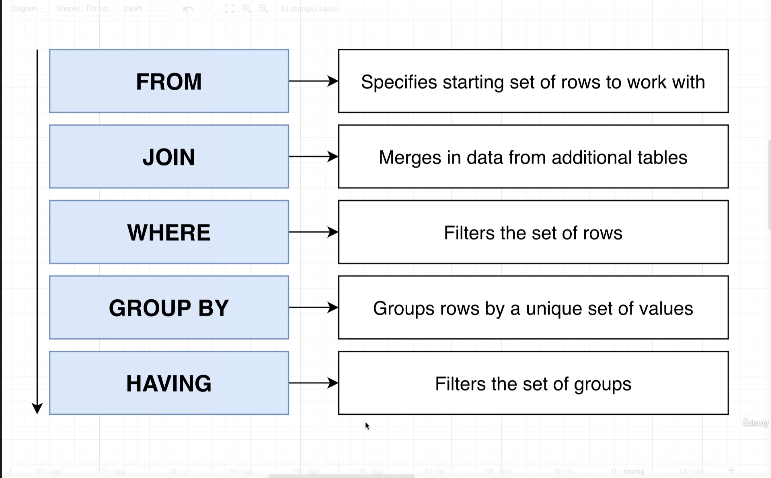 Diagram Shapes Format Insert All changes saved
FROM
Specifies starting set of rows to work with
JOIN
Merges in data from additional tables
WHERE
Filters the set of rows
GROUP BY
Groups rows by a unique set of values
HAVING
Filters the set of groups
Udemy
11 - having